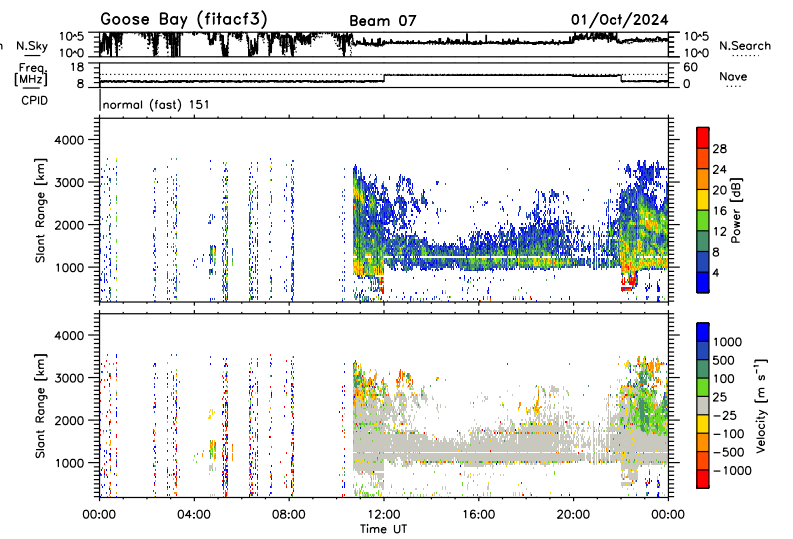 Goose Bay (fitacf3) Beam 07 01/Oct/2024
N.Sky 10^5 10^0 10^5 10^0 N.Search
Freq. [MHz] 18 8 60 0 Nave
CPID normal (fast) 151
Slant Range [km] 4000 3000 2000 1000
Power [dB] 28 24 20 16 12 8 4
Slant Range [km] 4000 3000 2000 1000
Velocity [m s⁻¹] 1000 500 100 25 −25 −100 −500 −1000
00:00 04:00 08:00 12:00 16:00 20:00 00:00
Time UT